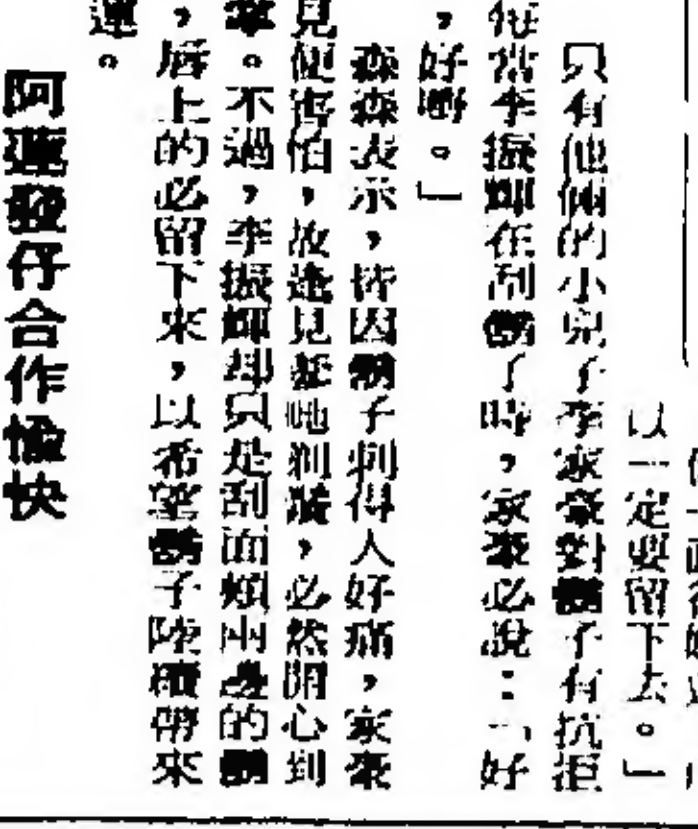 以一定要留下去。」
只有他倆的小兒子李家豪對鬍子有抗拒
每當李振輝在刮鬍了時，家豪必說：「好
，好嘢。」
森森表示，皆因鬍子刺得人好痛，家豪
見便害怕，故逢見爸哋剃鬚，必然開心到
。不過，李振輝却只是刮面頰兩邊的鬍
，唇上的必留下來，以希望鬍子陸續帶來
運。
阿蓮發仔合作愉快